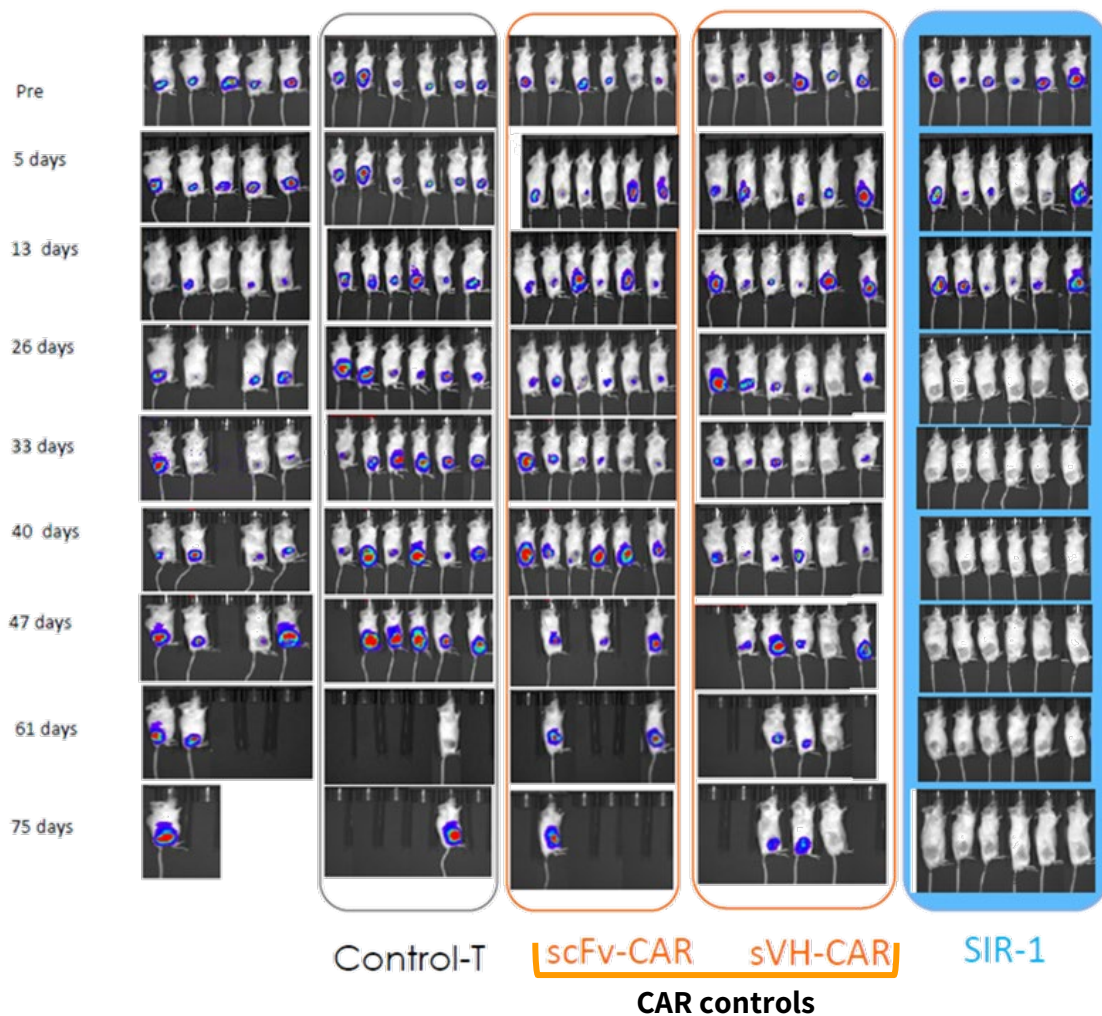 Pre
5 days
13 days
26 days
33 days
40 days
47 days
61 days
75 days
Control-T
scFv-CAR
sVH-CAR
SIR-1
CAR controls